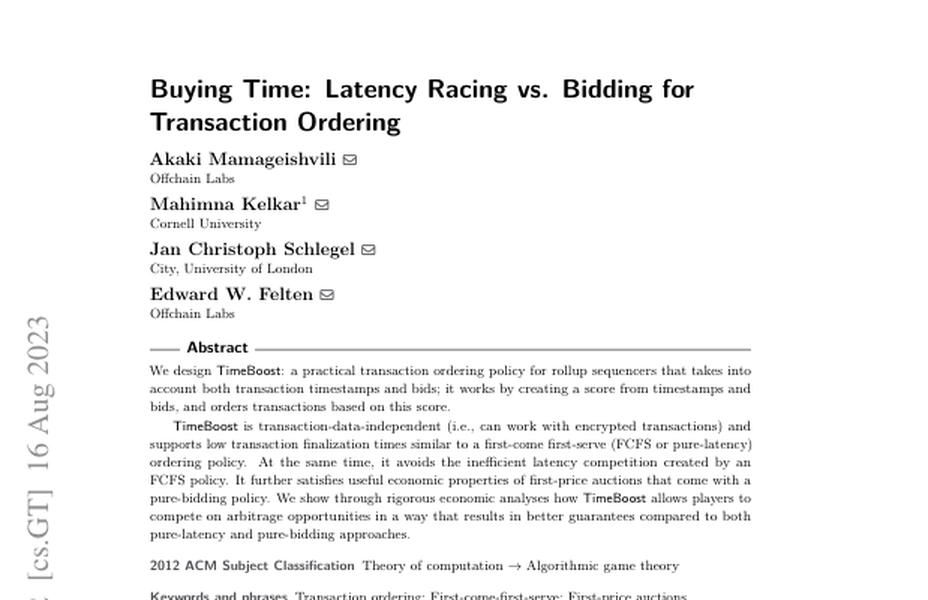 Buying Time: Latency Racing vs. Bidding for
Transaction Ordering
Akaki Mamageishvili
Offchain Labs
Mahimna Kelkar¹
Cornell University
Jan Christoph Schlegel
City, University of London
Edward W. Felten
Offchain Labs
Abstract
We design TimeBoost: a practical transaction ordering policy for rollup sequencers that takes into
account both transaction timestamps and bids; it works by creating a score from timestamps and
bids, and orders transactions based on this score.
TimeBoost is transaction-data-independent (i.e., can work with encrypted transactions) and
supports low transaction finalization times similar to a first-come first-serve (FCFS or pure-latency)
ordering policy. At the same time, it avoids the inefficient latency competition created by an
FCFS policy. It further satisfies useful economic properties of first-price auctions that come with a
pure-bidding policy. We show through rigorous economic analyses how TimeBoost allows players to
compete on arbitrage opportunities in a way that results in better guarantees compared to both
pure-latency and pure-bidding approaches.
2012 ACM Subject Classification Theory of computation → Algorithmic game theory
Keywords and phrases Transaction ordering; First-come-first-serve; First-price auctions
[cs.GT] 16 Aug 2023